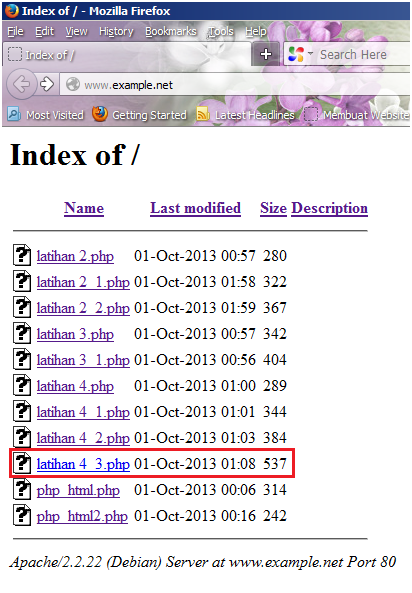 Index of / - Mozilla Firefox
File Edit View History Bookmarks Tools Help
Index of / + Search Here
www.example.net
Most Visited Getting Started Latest Headlines Membuat Website
Index of /
Name Last modified Size Description
latihan 2.php 01-Oct-2013 00:57 280
latihan 2_1.php 01-Oct-2013 01:58 322
latihan 2_2.php 01-Oct-2013 01:59 367
latihan 3.php 01-Oct-2013 00:57 342
latihan 3_1.php 01-Oct-2013 00:56 404
latihan 4.php 01-Oct-2013 01:00 289
latihan 4_1.php 01-Oct-2013 01:01 344
latihan 4_2.php 01-Oct-2013 01:03 384
latihan 4_3.php 01-Oct-2013 01:08 537
php_html.php 01-Oct-2013 00:06 314
php_html2.php 01-Oct-2013 00:16 242
Apache/2.2.22 (Debian) Server at www.example.net Port 80